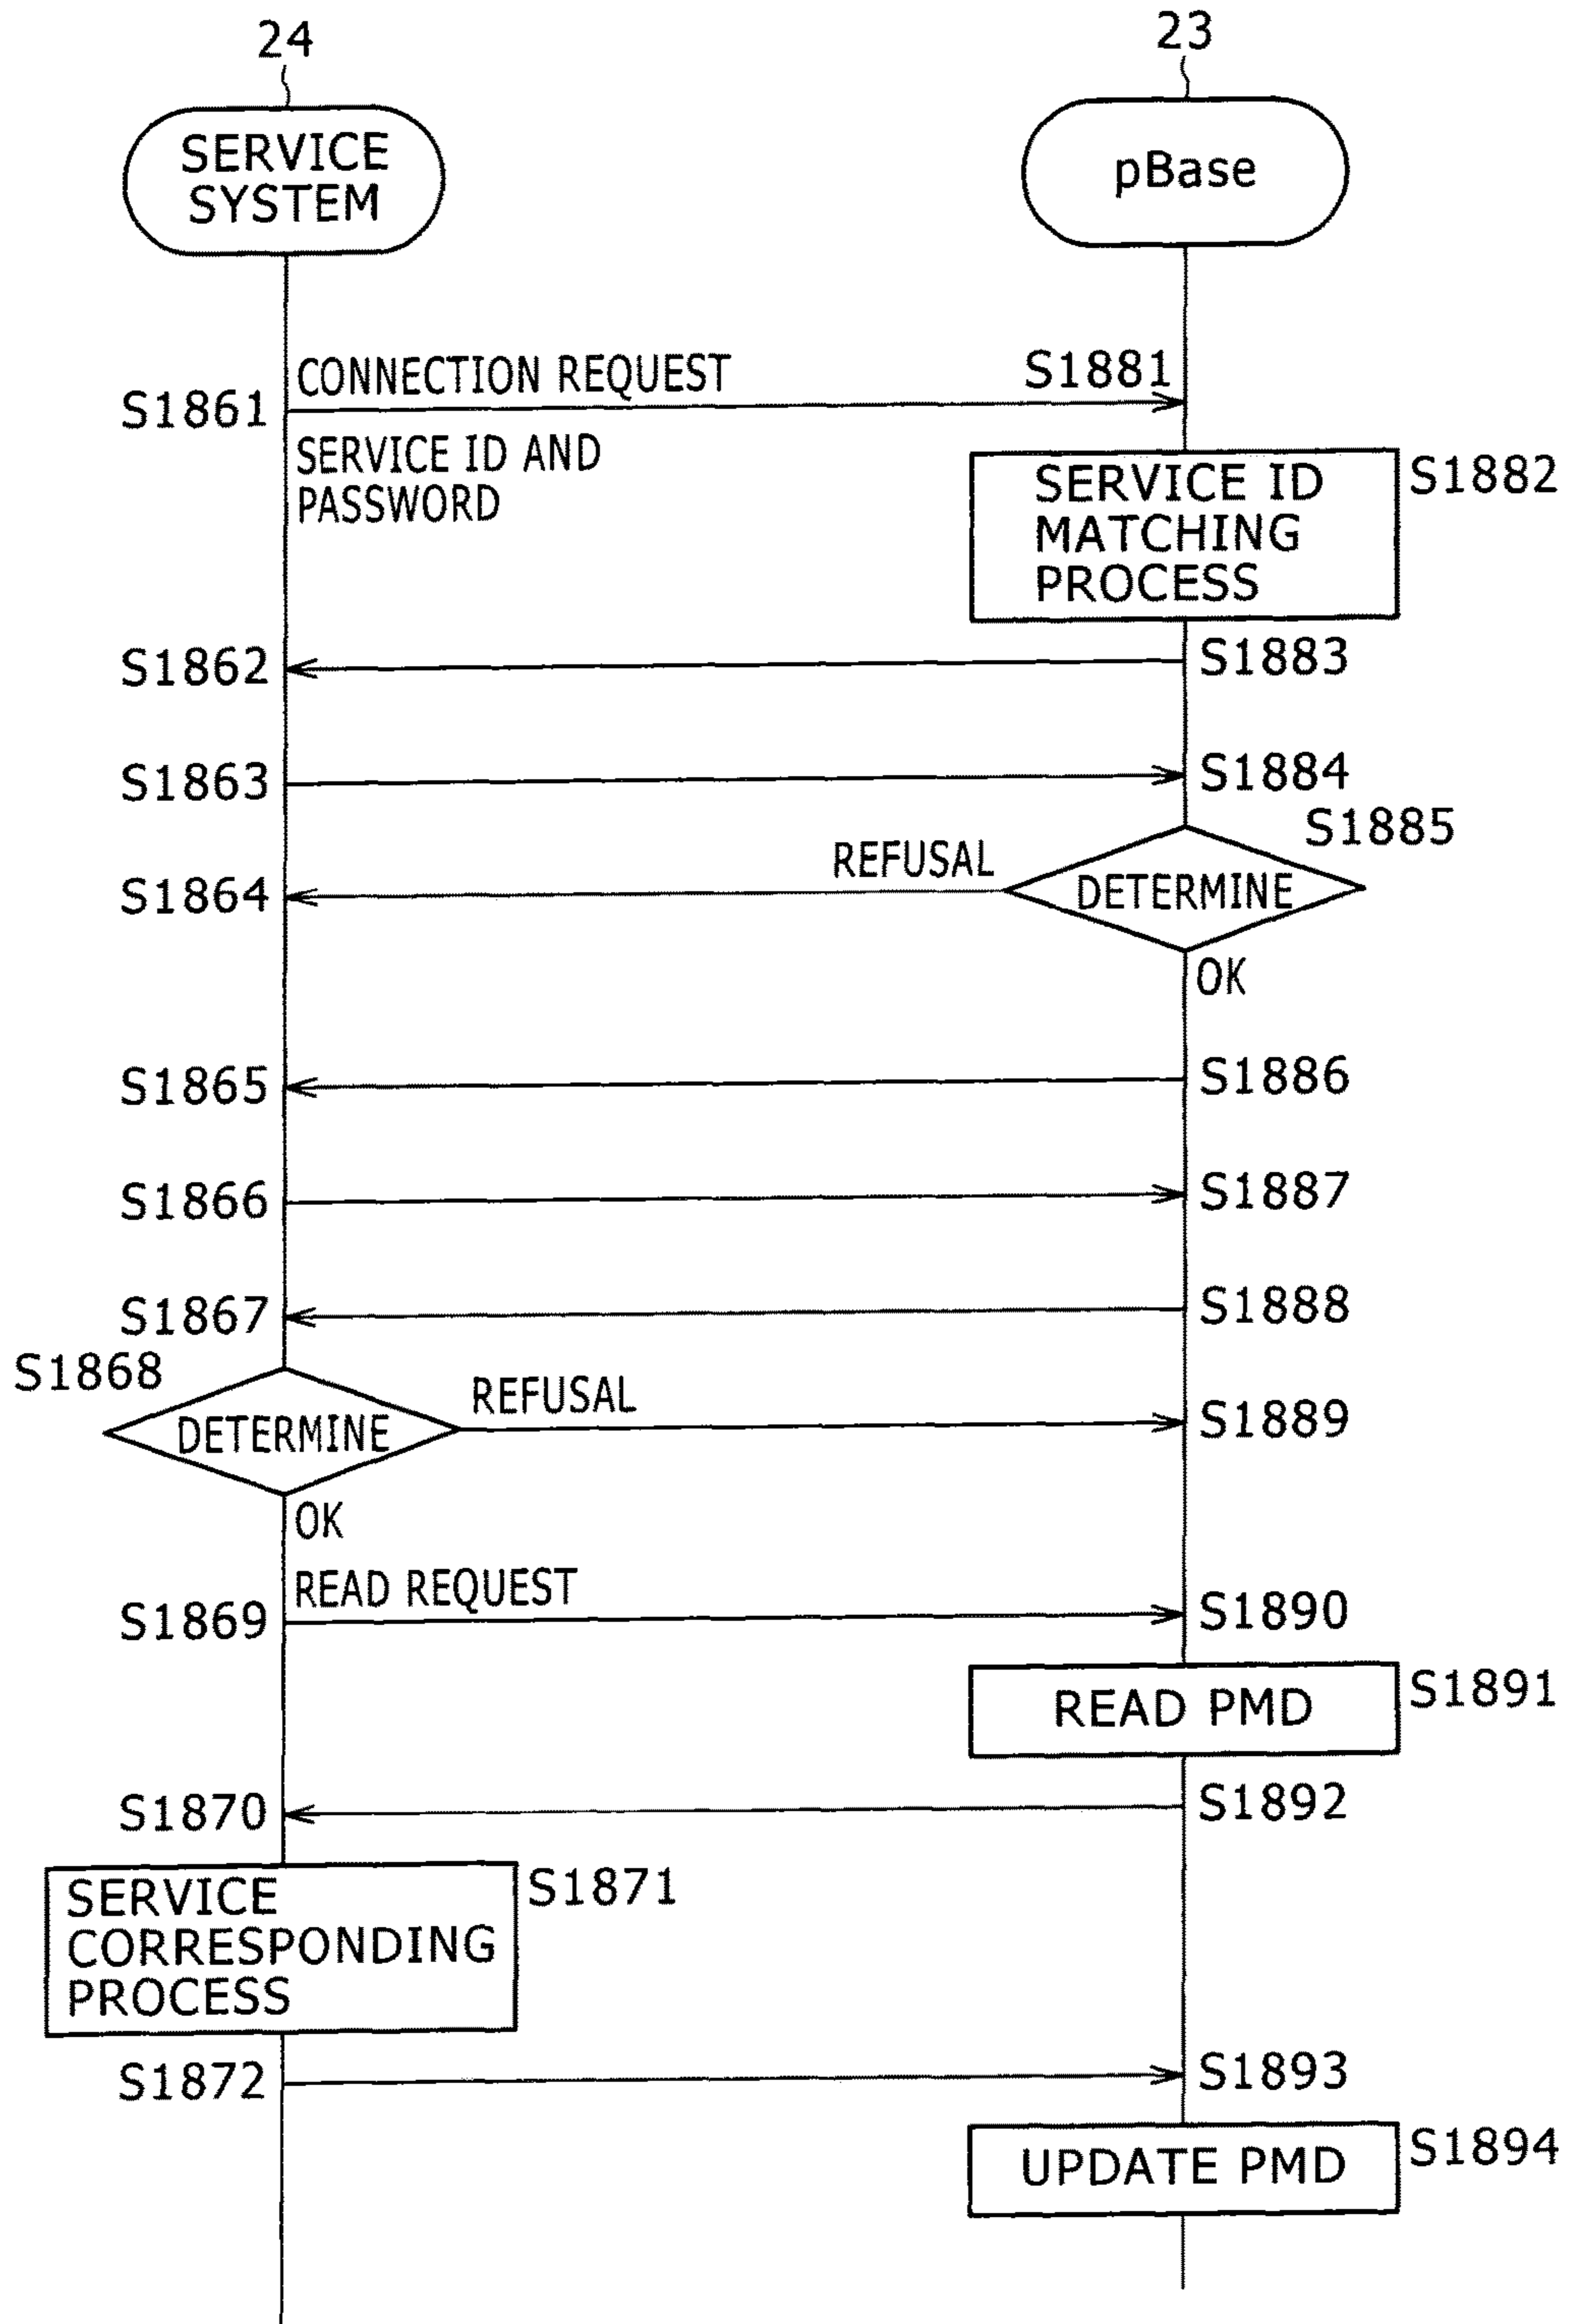 24
23
SERVICE
SYSTEM
pBase
CONNECTION REQUEST
S1881
S1861
SERVICE ID AND
PASSWORD
SERVICE ID
MATCHING
PROCESS
S1882
S1862
S1883
S1863
S1884
S1885
REFUSAL
DETERMINE
S1864
OK
S1865
S1886
S1866
S1887
S1867
S1888
S1868
REFUSAL
DETERMINE
S1889
OK
READ REQUEST
S1869
S1890
READ PMD
S1891
S1870
S1892
SERVICE
CORRESPONDING
PROCESS
S1871
S1872
S1893
UPDATE PMD
S1894